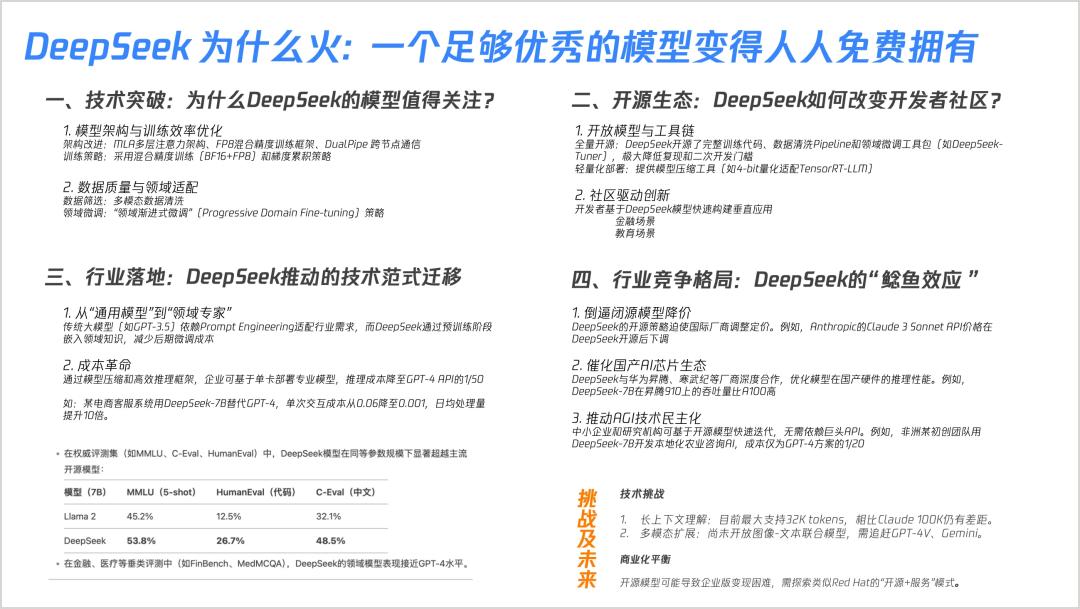 DeepSeek 为什么火：一个足够优秀的模型变得人人免费拥有
一、技术突破：为什么DeepSeek的模型值得关注？
1. 模型架构与训练效率优化
架构改进：MLA多层注意力架构、FP8混合精度训练框架、DualPipe 跨节点通信
训练策略：采用混合精度训练（BF16+FP8）和梯度累积策略
2. 数据质量与领域适配
数据筛选：多模态数据清洗
领域微调：“领域渐进式微调”（Progressive Domain Fine-tuning）策略
二、开源生态：DeepSeek如何改变开发者社区？
1. 开放模型与工具链
全量开源：DeepSeek开源了完整训练代码、数据清洗Pipeline和领域微调工具包（如DeepSeek-
Tuner），极大降低复现和二次开发门槛
轻量化部署：提供模型压缩工具（如4-bit量化适配TensorRT-LLM）
2. 社区驱动创新
开发者基于DeepSeek模型快速构建垂直应用
金融场景
教育场景
三、行业落地：DeepSeek推动的技术范式迁移
1. 从“通用模型”到“领域专家”
传统大模型（如GPT-3.5）依赖Prompt Engineering适配行业需求，而DeepSeek通过预训练阶段
嵌入领域知识，减少后期微调成本
2. 成本革命
通过模型压缩和高效推理框架，企业可基于单卡部署专业模型，推理成本降至GPT-4 API的1/50
如：某电商客服系统用DeepSeek-7B替代GPT-4，单次交互成本从0.06降至0.001，日均处理量
提升10倍。
• 在权威评测集（如MMLU、C-Eval、HumanEval）中，DeepSeek模型在同等参数规模下显著超越主流
开源模型：
模型（7B） MMLU（5-shot） HumanEval（代码） C-Eval（中文）
Llama 2 45.2% 12.5% 32.1%
DeepSeek 53.8% 26.7% 48.5%
• 在金融、医疗等垂类评测中（如FinBench、MedMCQA），DeepSeek的领域模型表现接近GPT-4水平。
四、行业竞争格局：DeepSeek的“鲶鱼效应 ”
1. 倒逼闭源模型降价
DeepSeek的开源策略迫使国际厂商调整定价。例如，Anthropic的Claude 3 Sonnet API价格在
DeepSeek开源后下调
2. 催化国产AI芯片生态
DeepSeek与华为昇腾、寒武纪等厂商深度合作，优化模型在国产硬件的推理性能。例如，
DeepSeek-7B在昇腾910上的吞吐量比A100高
3. 推动AGI技术民主化
中小企业和研究机构可基于开源模型快速迭代，无需依赖巨头API。例如，非洲某初创团队用
DeepSeek-7B开发本地化农业咨询AI，成本仅为GPT-4方案的1/20
挑战及未来
技术挑战
1. 长上下文理解：目前最大支持32K tokens，相比Claude 100K仍有差距。
2. 多模态扩展：尚未开放图像-文本联合模型，需追赶GPT-4V、Gemini。
商业化平衡
开源模型可能导致企业版变现困难，需探索类似Red Hat的“开源+服务”模式。